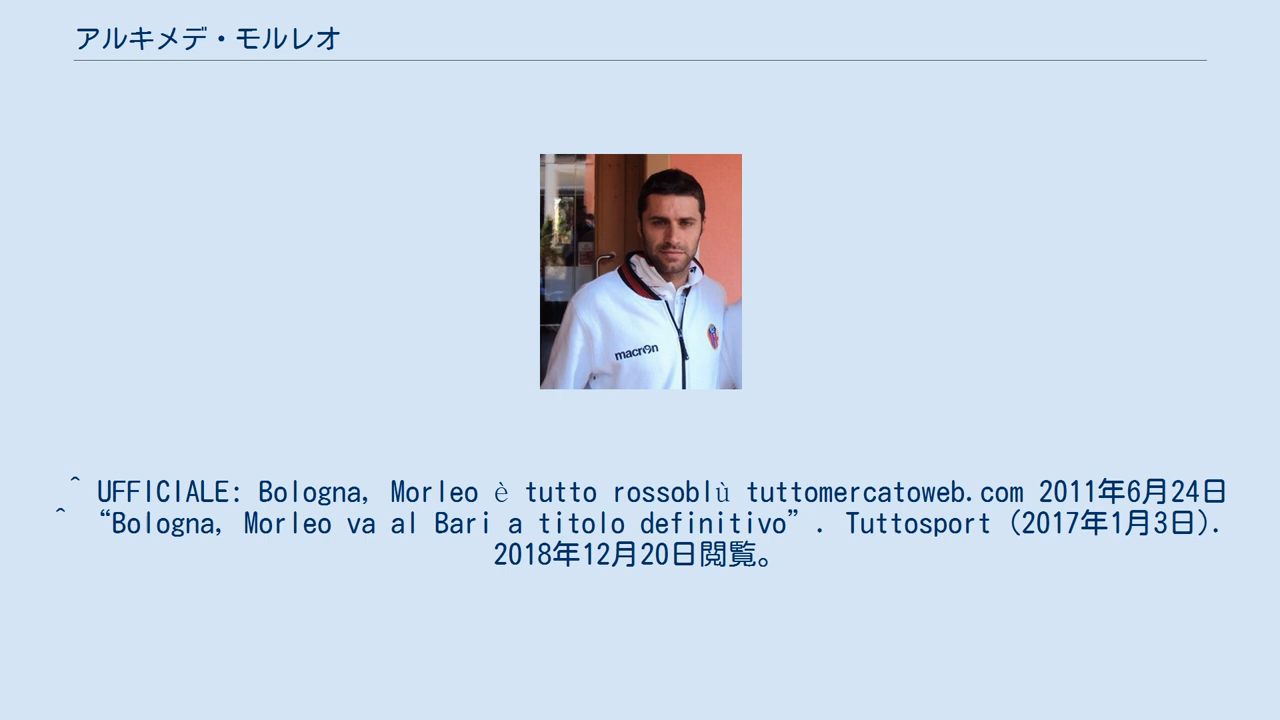 アルキメデ・モルレオ
macron
^ UFFICIALE: Bologna, Morleo è tutto rossoblù tuttomercatoweb.com 2011年6月24日
^ “Bologna, Morleo va al Bari a titolo definitivo”. Tuttosport (2017年1月3日).
2018年12月20日閲覧。